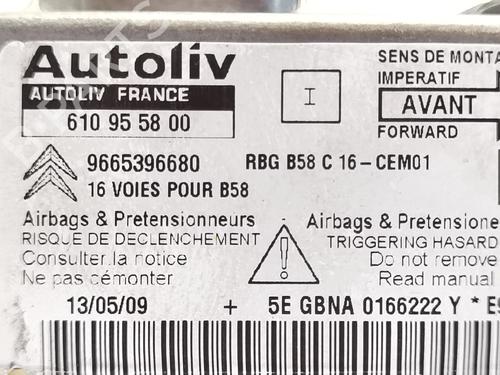 Autoliv
AUTOLIV FRANCE
610 95 58 00
SENS DE MONTA
IMPERATIF
I
AVANT
FORWARD
9665396680 RBG B58 C 16-CEM01
16 VOIES POUR B58
Airbags & Pretensionneurs
RISQUE DE DECLENCHEMENT
Consulter la notice
Ne pas démonter
Airbags & Pretensione
TRIGGERING HASARD
Do not remove
Read manual
13/05/09 + 5E GBNA 0166222 Y * E9